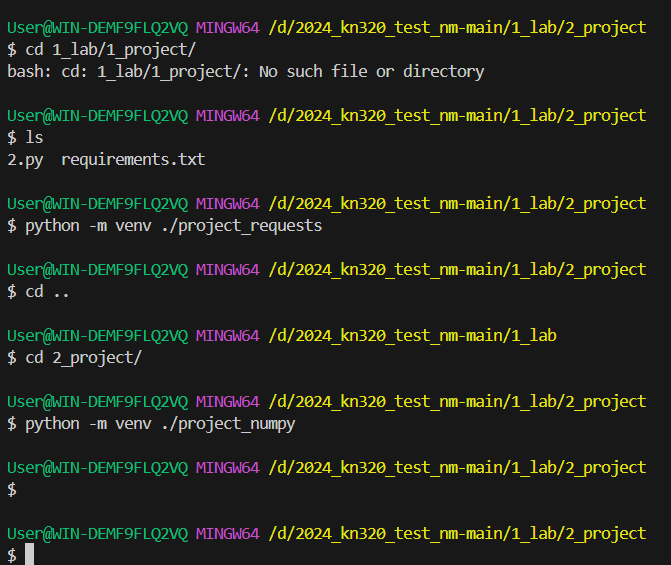 User@WIN-DEMF9FLQ2VQ MINGW64 /d/2024_kn320_test_nm-main/1_lab/2_project
$ cd 1_lab/1_project/
bash: cd: 1_lab/1_project/: No such file or directory
User@WIN-DEMF9FLQ2VQ MINGW64 /d/2024_kn320_test_nm-main/1_lab/2_project
$ ls
2.py  requirements.txt
User@WIN-DEMF9FLQ2VQ MINGW64 /d/2024_kn320_test_nm-main/1_lab/2_project
$ python -m venv ./project_requests
User@WIN-DEMF9FLQ2VQ MINGW64 /d/2024_kn320_test_nm-main/1_lab/2_project
$ cd ..
User@WIN-DEMF9FLQ2VQ MINGW64 /d/2024_kn320_test_nm-main/1_lab
$ cd 2_project/
User@WIN-DEMF9FLQ2VQ MINGW64 /d/2024_kn320_test_nm-main/1_lab/2_project
$ python -m venv ./project_numpy
User@WIN-DEMF9FLQ2VQ MINGW64 /d/2024_kn320_test_nm-main/1_lab/2_project
$
User@WIN-DEMF9FLQ2VQ MINGW64 /d/2024_kn320_test_nm-main/1_lab/2_project
$